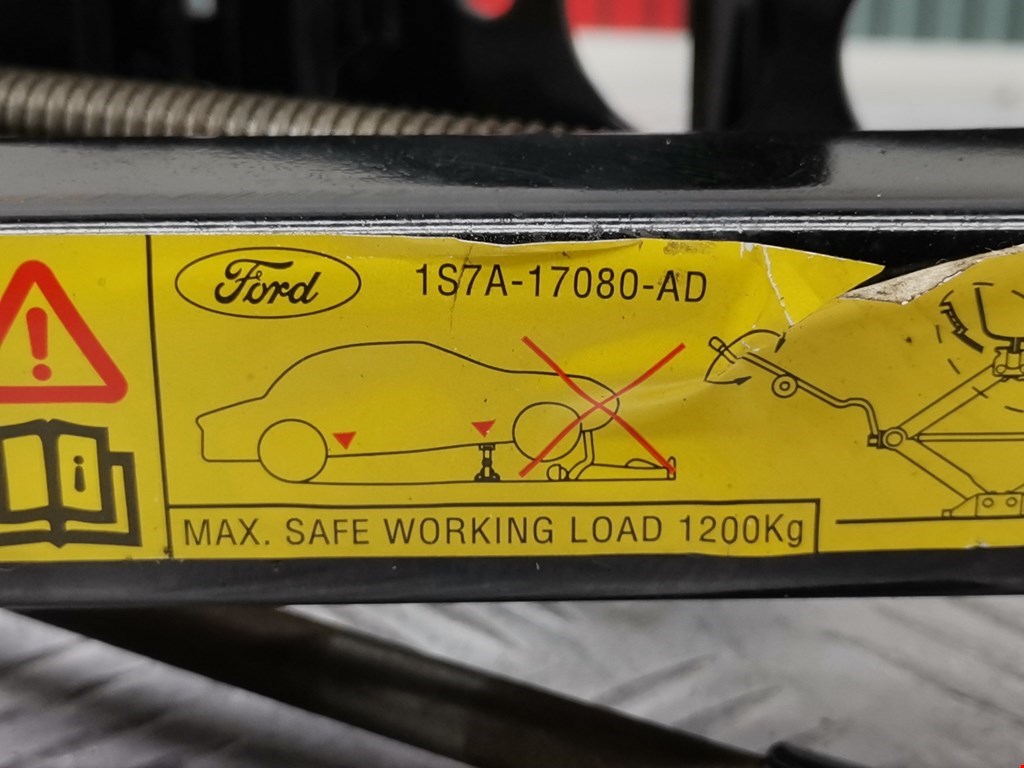 Ford
1S7A-17080-AD
MAX. SAFE WORKING LOAD 1200Kg